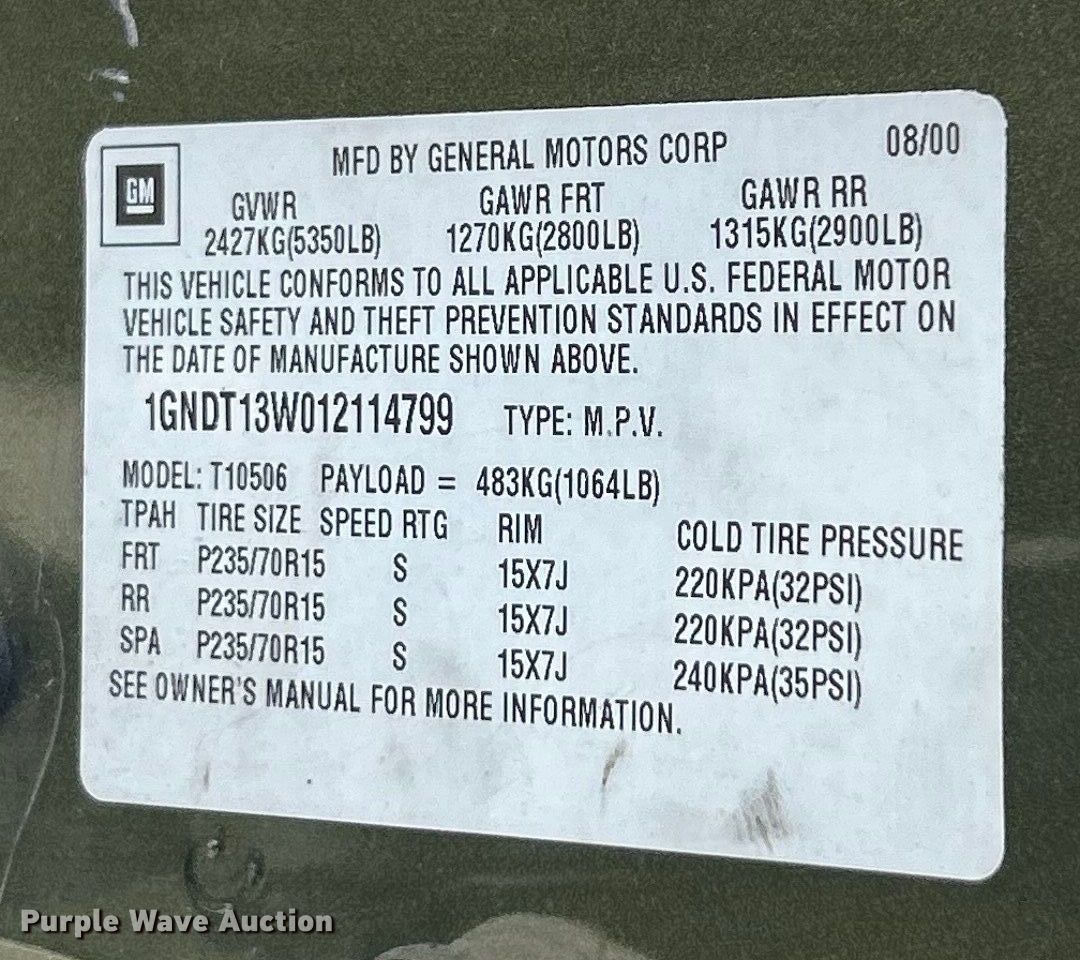 MFD BY GENERAL MOTORS CORP 08/00
GM
GVWR GAWR FRT GAWR RR
2427KG(5350LB) 1270KG(2800LB) 1315KG(2900LB)
THIS VEHICLE CONFORMS TO ALL APPLICABLE U.S. FEDERAL MOTOR
VEHICLE SAFETY AND THEFT PREVENTION STANDARDS IN EFFECT ON
THE DATE OF MANUFACTURE SHOWN ABOVE.
1GNDT13W012114799 TYPE: M.P.V.
MODEL: T10506 PAYLOAD = 483KG(1064LB)
TPAH TIRE SIZE SPEED RTG RIM COLD TIRE PRESSURE
FRT P235/70R15 S 15X7J 220KPA(32PSI)
RR P235/70R15 S 15X7J 220KPA(32PSI)
SPA P235/70R15 S 15X7J 240KPA(35PSI)
SEE OWNER'S MANUAL FOR MORE INFORMATION.
Purple Wave Auction